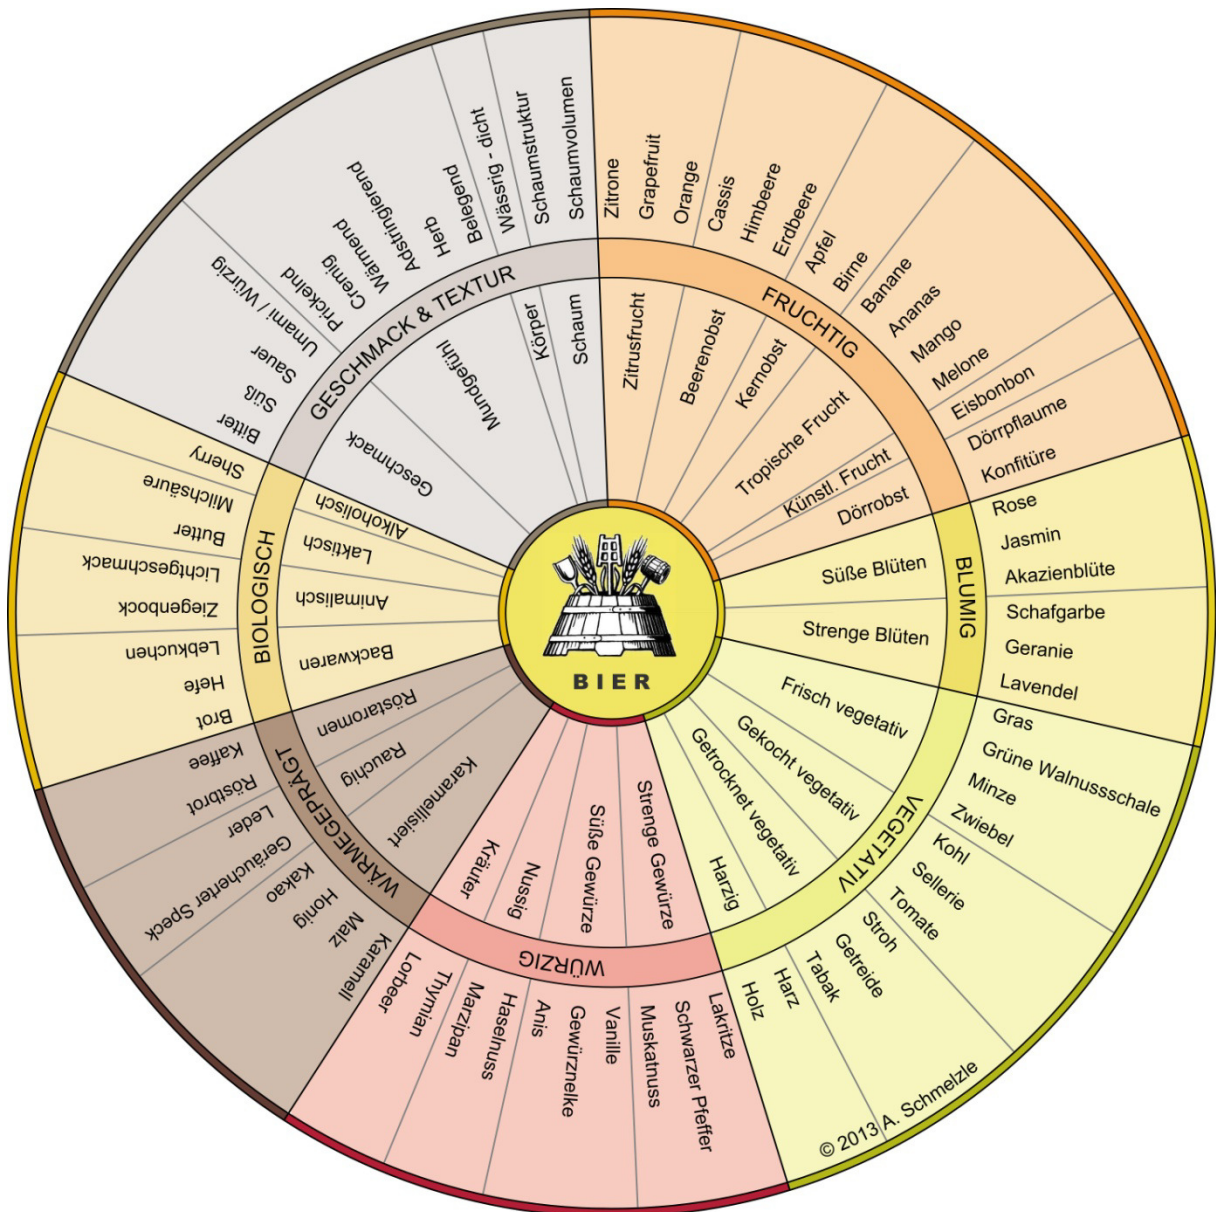 FRUCHTIG
Zitrusfrucht
Zitrone
Grapefruit
Orange
Beerenobst
Cassis
Himbeere
Erdbeere
Kernobst
Apfel
Birne
Tropische Frucht
Banane
Ananas
Mango
Melone
Künstl. Frucht
Eisbonbon
Dörrobst
Dörrpflaume
Konfitüre
BLUMIG
Süße Blüten
Rose
Jasmin
Akazienblüte
Strenge Blüten
Schafgarbe
Geranie
Lavendel
VEGETATIV
Frisch vegetativ
Gras
Grüne Walnussschale
Minze
Zwiebel
Gekocht vegetativ
Kohl
Sellerie
Tomate
Getrocknet vegetativ
Stroh
Getreide
Tabak
Harzig
Harz
Holz
WÜRZIG
Strenge Gewürze
Lakritze
Schwarzer Pfeffer
Muskatnuss
Süße Gewürze
Vanille
Gewürznelke
Anis
Nussig
Haselnuss
Marzipan
Kräuter
Thymian
Lorbeer
WÄRMEGEPRÄGT
Karamellisiert
Karamell
Malz
Honig
Kakao
Rauchig
Geräucherter Speck
Leder
Röstaromen
Röstbrot
Kaffee
BIOLOGISCH
Backwaren
Brot
Hefe
Lebkuchen
Animalisch
Ziegenbock
Lichtgeschmack
Laktisch
Butter
Milchsäure
Alkoholisch
Sherry
GESCHMACK & TEXTUR
Geschmack
Bitter
Süß
Sauer
Umami / Würzig
Mundgefühl
Prickelnd
Cremig
Wärmend
Adstringierend
Herb
Belegend
Körper
Wässrig - dicht
Schaum
Schaumstruktur
Schaumvolumen
BIER
© 2013 A. Schmelzle